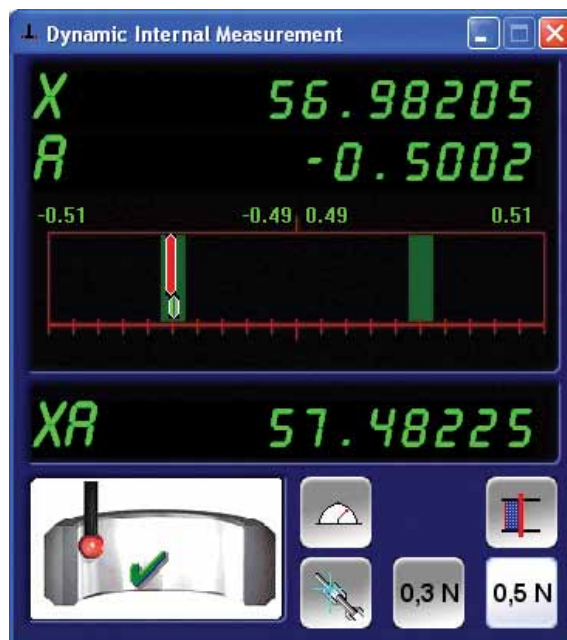 Dynamic Internal Measurement
X 56.98205
A -0.5002
-0.51 -0.49 0.49 0.51
XA 57.48225
0,3 N 0,5 N